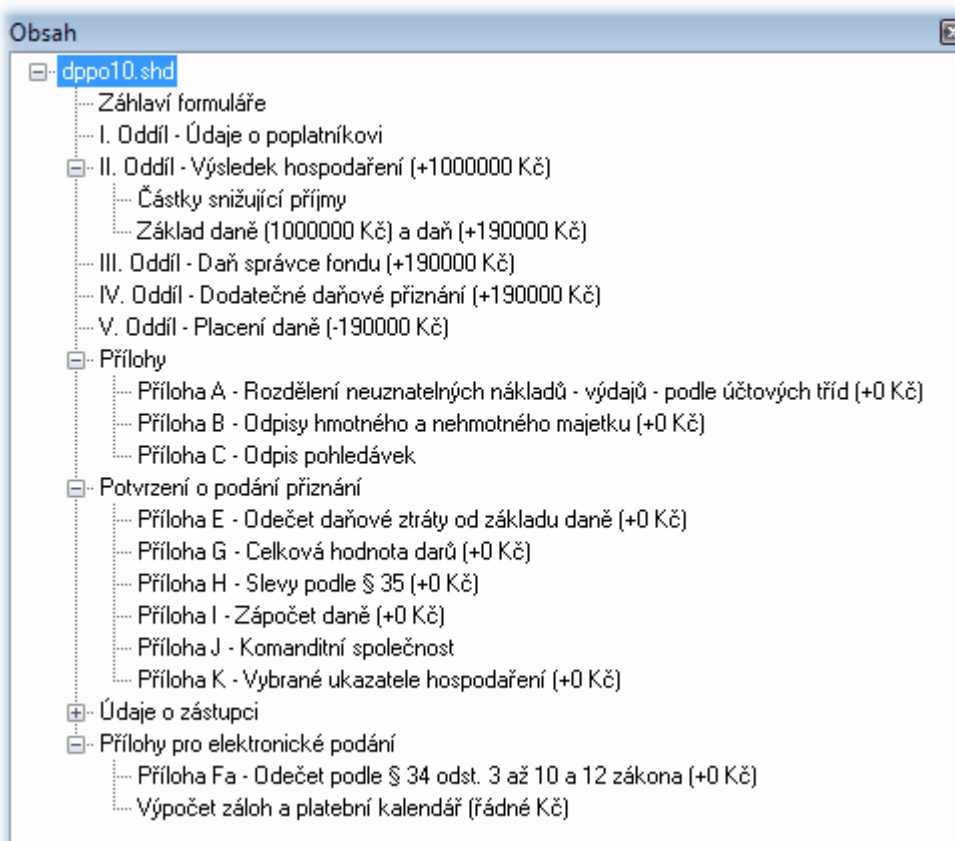 Obsah
dppo10.shd
Záhlaví formuláře
I. Oddíl - Údaje o poplatníkovi
II. Oddíl - Výsledek hospodaření (+1000000 Kč)
Částky snižující příjmy
Základ daně (1000000 Kč) a daň (+190000 Kč)
III. Oddíl - Daň správce fondu (+190000 Kč)
IV. Oddíl - Dodatečné daňové přiznání (+190000 Kč)
V. Oddíl - Placení daně (-190000 Kč)
Přílohy
Příloha A - Rozdělení neuznatelných nákladů - výdajů - podle účtových tříd (+0 Kč)
Příloha B - Odpisy hmotného a nehmotného majetku (+0 Kč)
Příloha C - Odpis pohledávek
Potvrzení o podání přiznání
Příloha E - Odečet daňové ztráty od základu daně (+0 Kč)
Příloha G - Celková hodnota darů (+0 Kč)
Příloha H - Slevy podle § 35 (+0 Kč)
Příloha I - Zápočet daně (+0 Kč)
Příloha J - Komanditní společnost
Příloha K - Vybrané ukazatele hospodaření (+0 Kč)
Údaje o zástupci
Přílohy pro elektronické podání
Příloha Fa - Odečet podle § 34 odst. 3 až 10 a 12 zákona (+0 Kč)
Výpočet záloh a platební kalendář (řádné Kč)